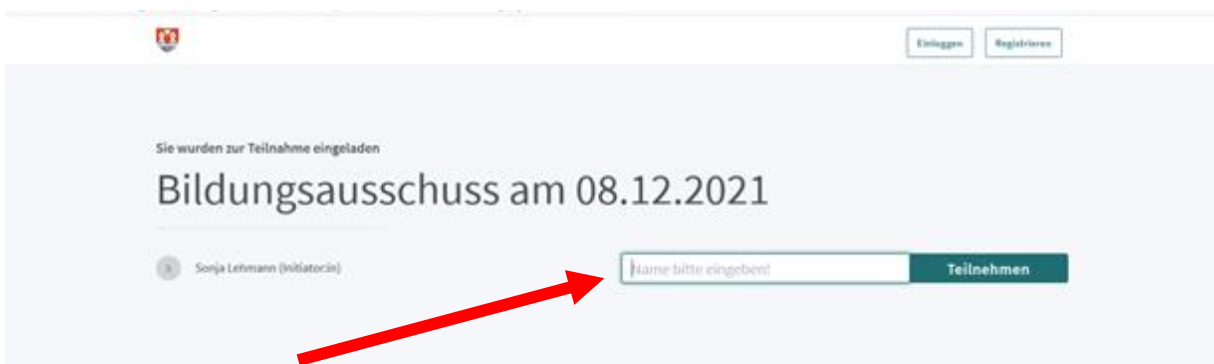 Einloggen
Registrieren
Sie wurden zur Teilnahme eingeladen
Bildungsausschuss am 08.12.2021
Sonja Lehmann (Initiator:in)
Name bitte eingeben!
Teilnehmen